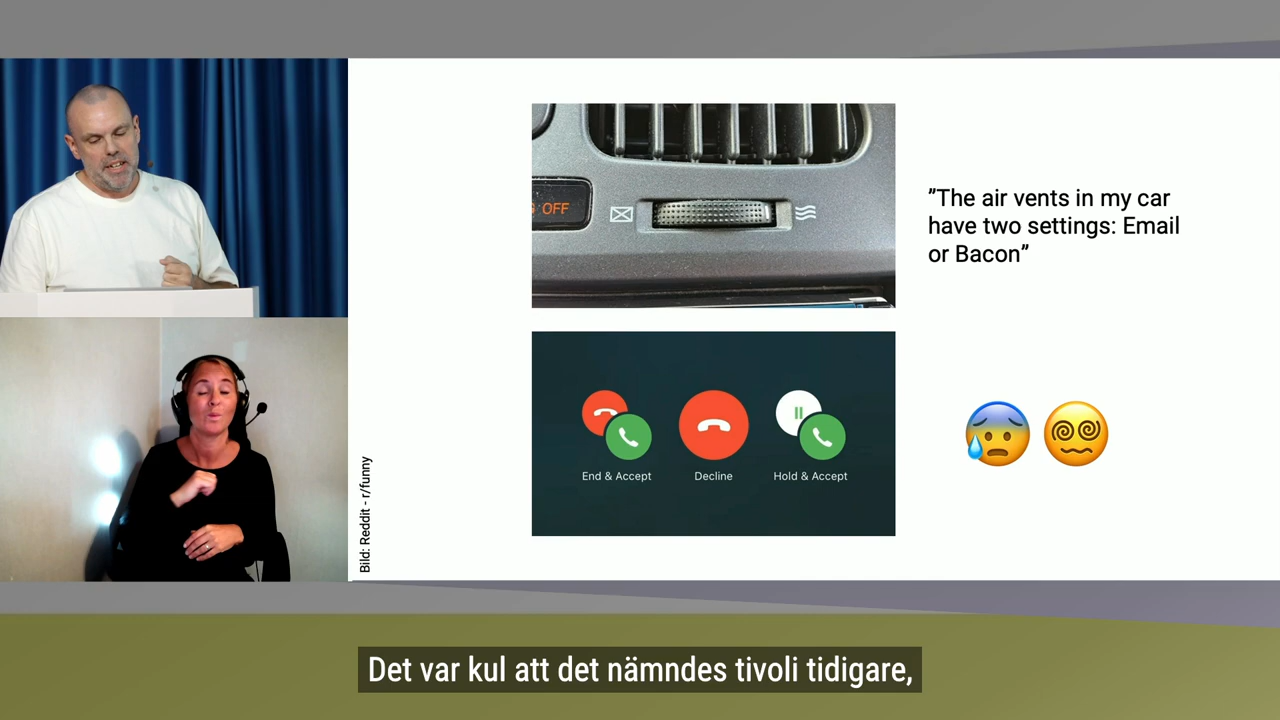 OFF
”The air vents in my car
have two settings: Email
or Bacon”
End & Accept
Decline
Hold & Accept
Bild: Reddit - r/funny
Det var kul att det nämndes tivoli tidigare,